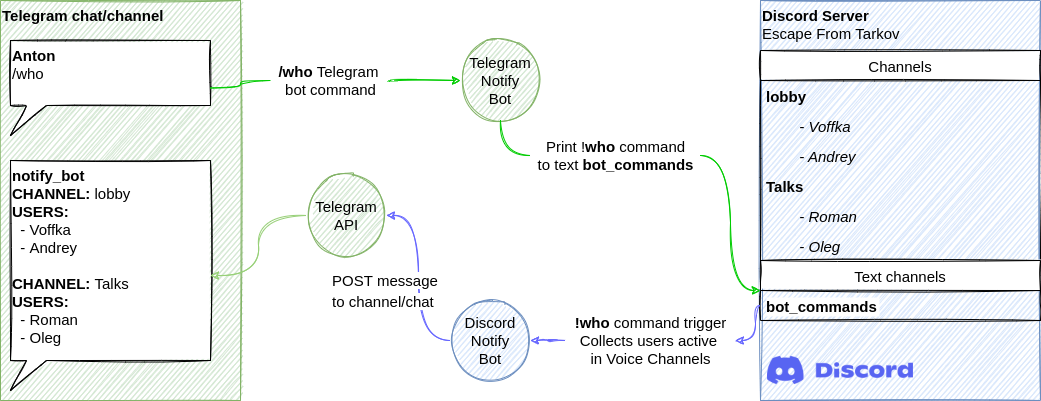 Telegram chat/channel
Anton
/who
/who Telegram
bot command
Telegram
Notify
Bot
Print !who command
to text bot_commands
notify_bot
CHANNEL: lobby
USERS:
- Voffka
- Andrey
CHANNEL: Talks
USERS:
- Roman
- Oleg
Telegram
API
POST message
to channel/chat
Discord
Notify
Bot
!who command trigger
Collects users active
in Voice Channels
Discord Server
Escape From Tarkov
Channels
lobby
- Voffka
- Andrey
Talks
- Roman
- Oleg
Text channels
bot_commands
Discord